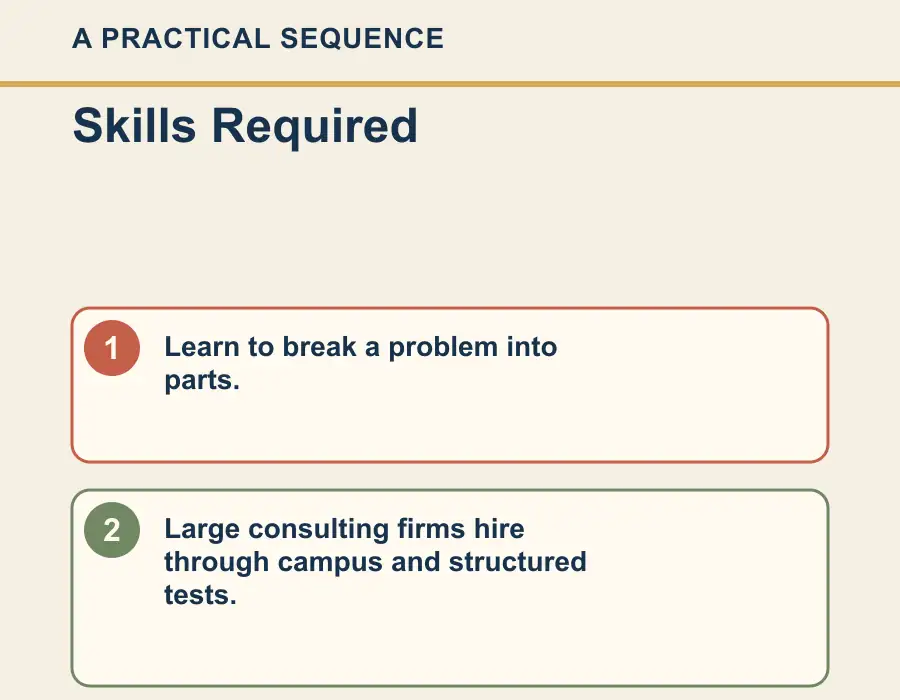 A PRACTICAL SEQUENCE
Skills Required
1
Learn to break a problem into
parts.
2
Large consulting firms hire
through campus and structured
tests.